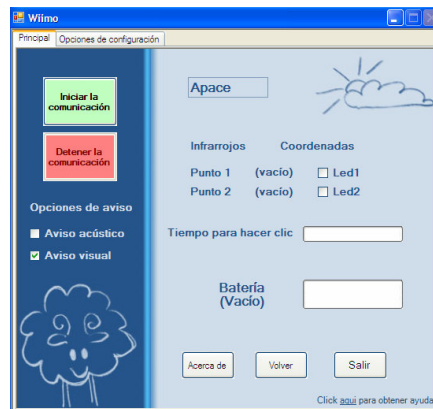 Wiimo
Principal
Opciones de configuración
Iniciar la
comunicación
Detener la
comunicación
Opciones de aviso
Aviso acústico
Aviso visual
Apace
Infrarrojos Coordenadas
Punto 1 (vacío) Led1
Punto 2 (vacío) Led2
Tiempo para hacer clic
Batería
(Vacío)
Acerca de
Volver
Salir
Click aqui para obtener ayuda